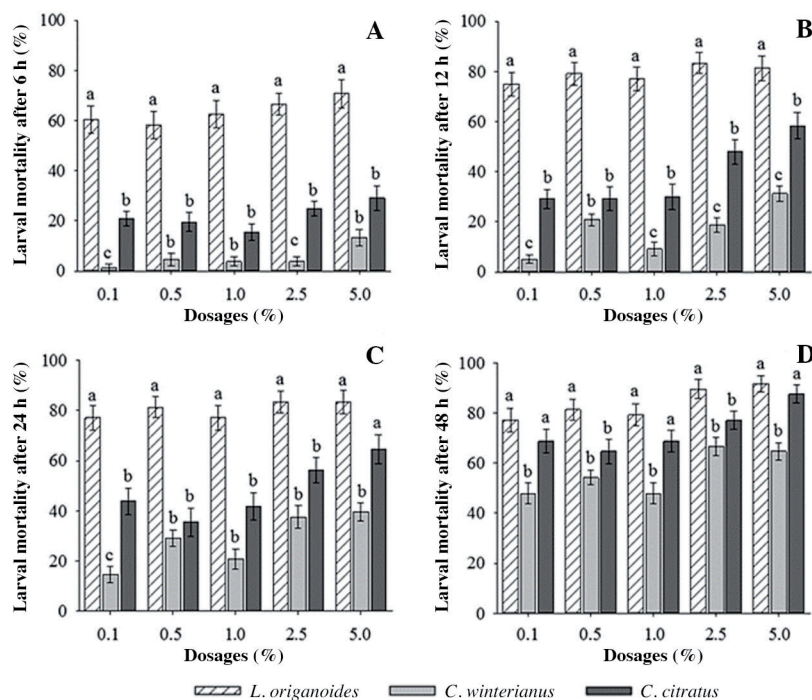 A
Larval mortality after 6 h (%)
100
80
60
40
20
0
a c b a b b a b b a c b a b b
0.1 0.5 1.0 2.5 5.0
Dosages (%)
B
Larval mortality after 12 h (%)
100
80
60
40
20
0
a c b a b b a c b a c b a c b
0.1 0.5 1.0 2.5 5.0
Dosages (%)
C
Larval mortality after 24 h (%)
100
80
60
40
20
0
a c b a b b a b b a b b a b a
0.1 0.5 1.0 2.5 5.0
Dosages (%)
D
Larval mortality after 48 h (%)
100
80
60
40
20
0
a b a a b b a b a a b b a b a
0.1 0.5 1.0 2.5 5.0
Dosages (%)
L. origanoides C. winterianus C. citratus